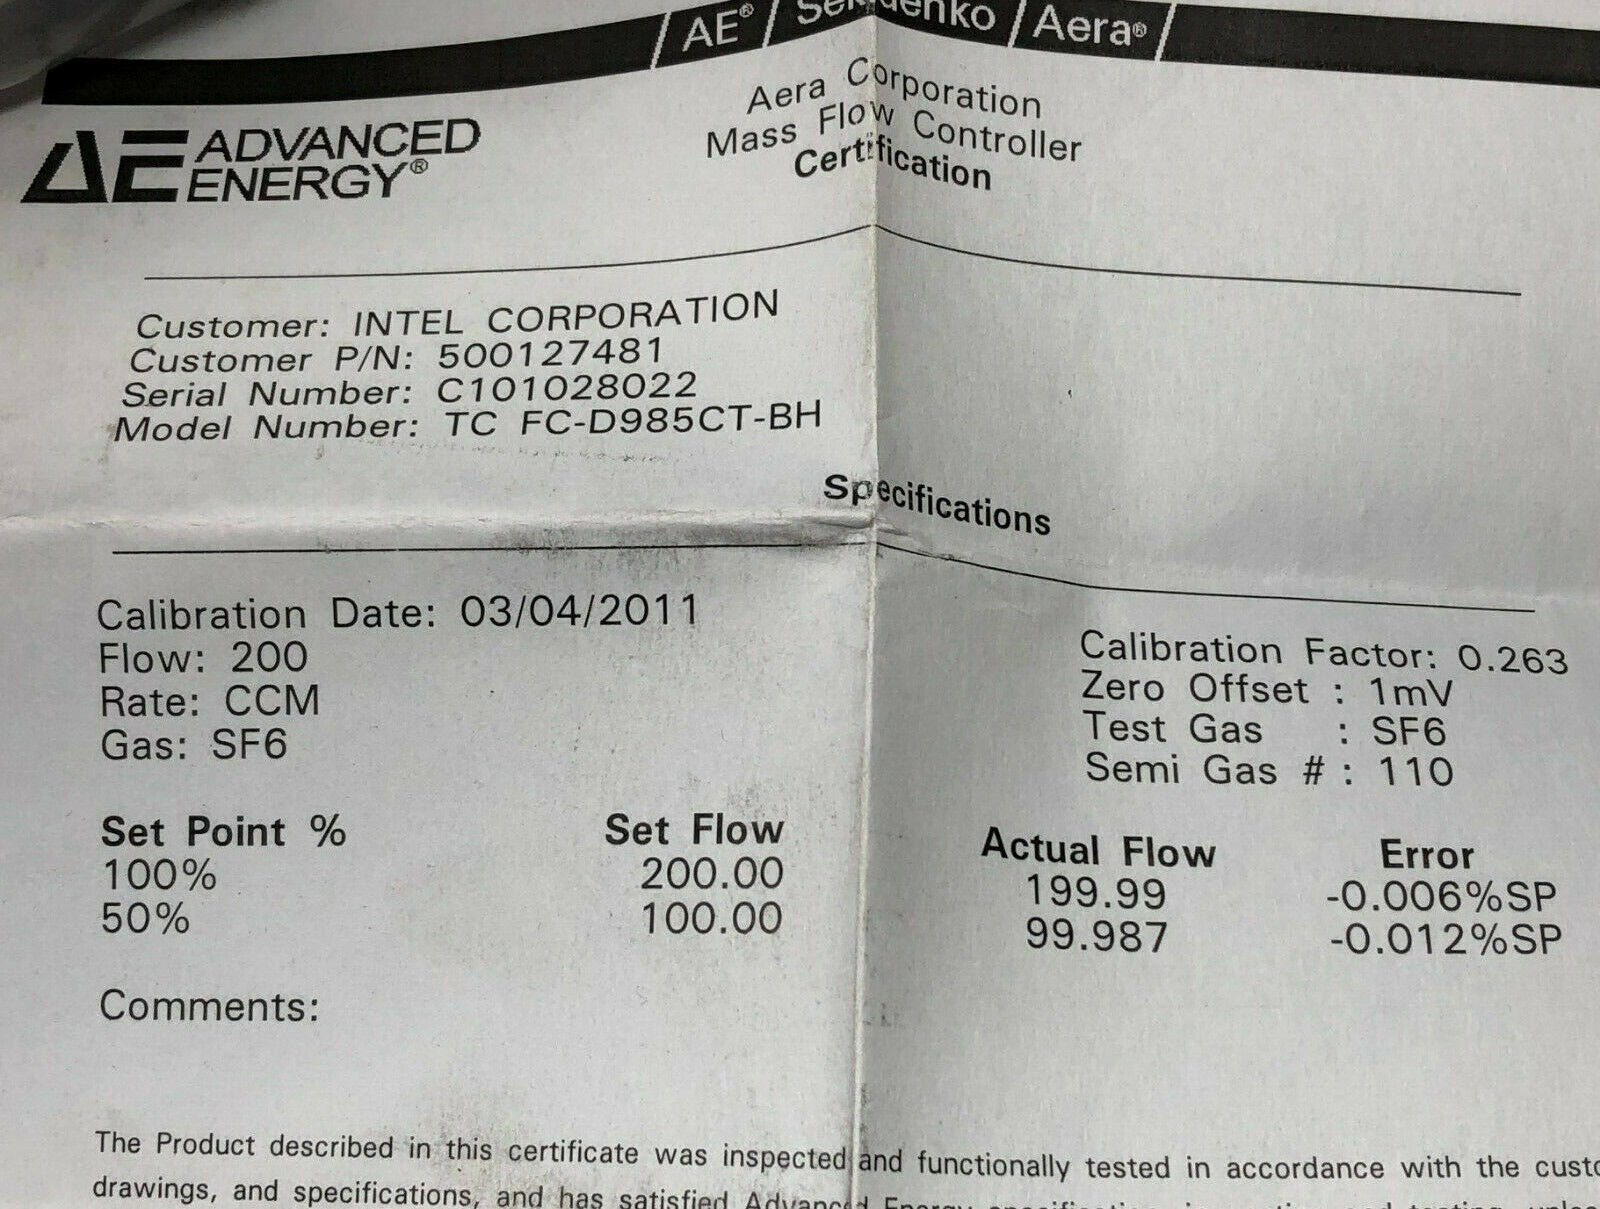 AE® / Sekidenko / Aera®
ADVANCED
ENERGY®
Aera Corporation
Mass Flow Controller
Certification
Customer: INTEL CORPORATION
Customer P/N: 500127481
Serial Number: C101028022
Model Number: TC FC-D985CT-BH
Specifications
Calibration Date: 03/04/2011
Flow: 200
Rate: CCM
Gas: SF6
Calibration Factor: 0.263
Zero Offset : 1mV
Test Gas : SF6
Semi Gas # : 110
Set Point % Set Flow Actual Flow Error
100% 200.00 199.99 -0.006%SP
50% 100.00 99.987 -0.012%SP
Comments:
The Product described in this certificate was inspected and functionally tested in accordance with the custo
drawings, and specifications, and has satisfied Advanced Energy